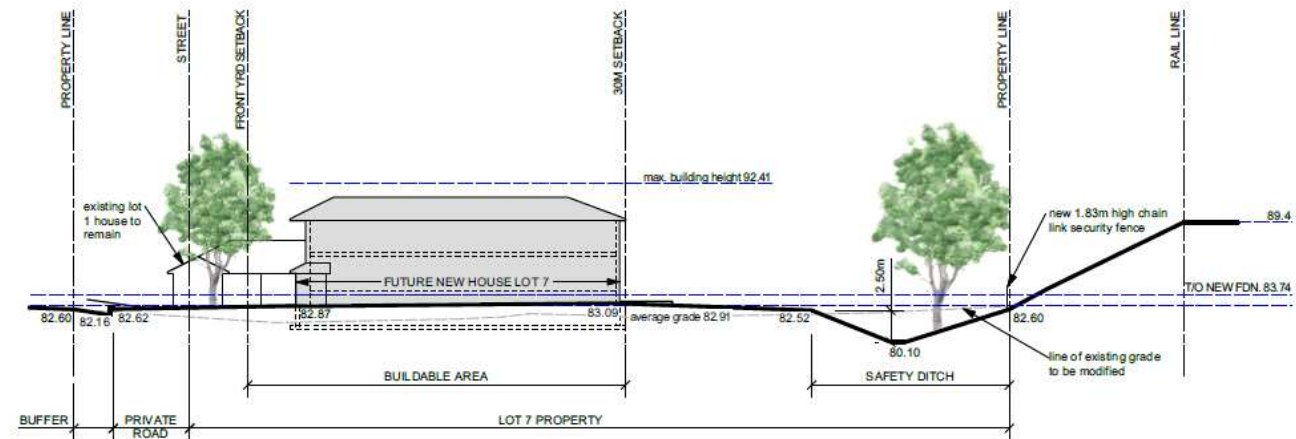 PROPERTY LINE
STREET
FRONT YRD SETBACK
30M SETBACK
PROPERTY LINE
RAIL LINE
max. building height 92.41
existing lot
1 house to
remain
new 1.83m high chain
link security fence
89.4
2.50m
FUTURE NEW HOUSE LOT 7
T/O NEW FDN. 83.74
82.60
82.16
82.62
82.87
83.09
average grade 82.91
82.52
82.60
80.10
line of existing grade
to be modified
BUILDABLE AREA
SAFETY DITCH
BUFFER
PRIVATE
ROAD
LOT 7 PROPERTY